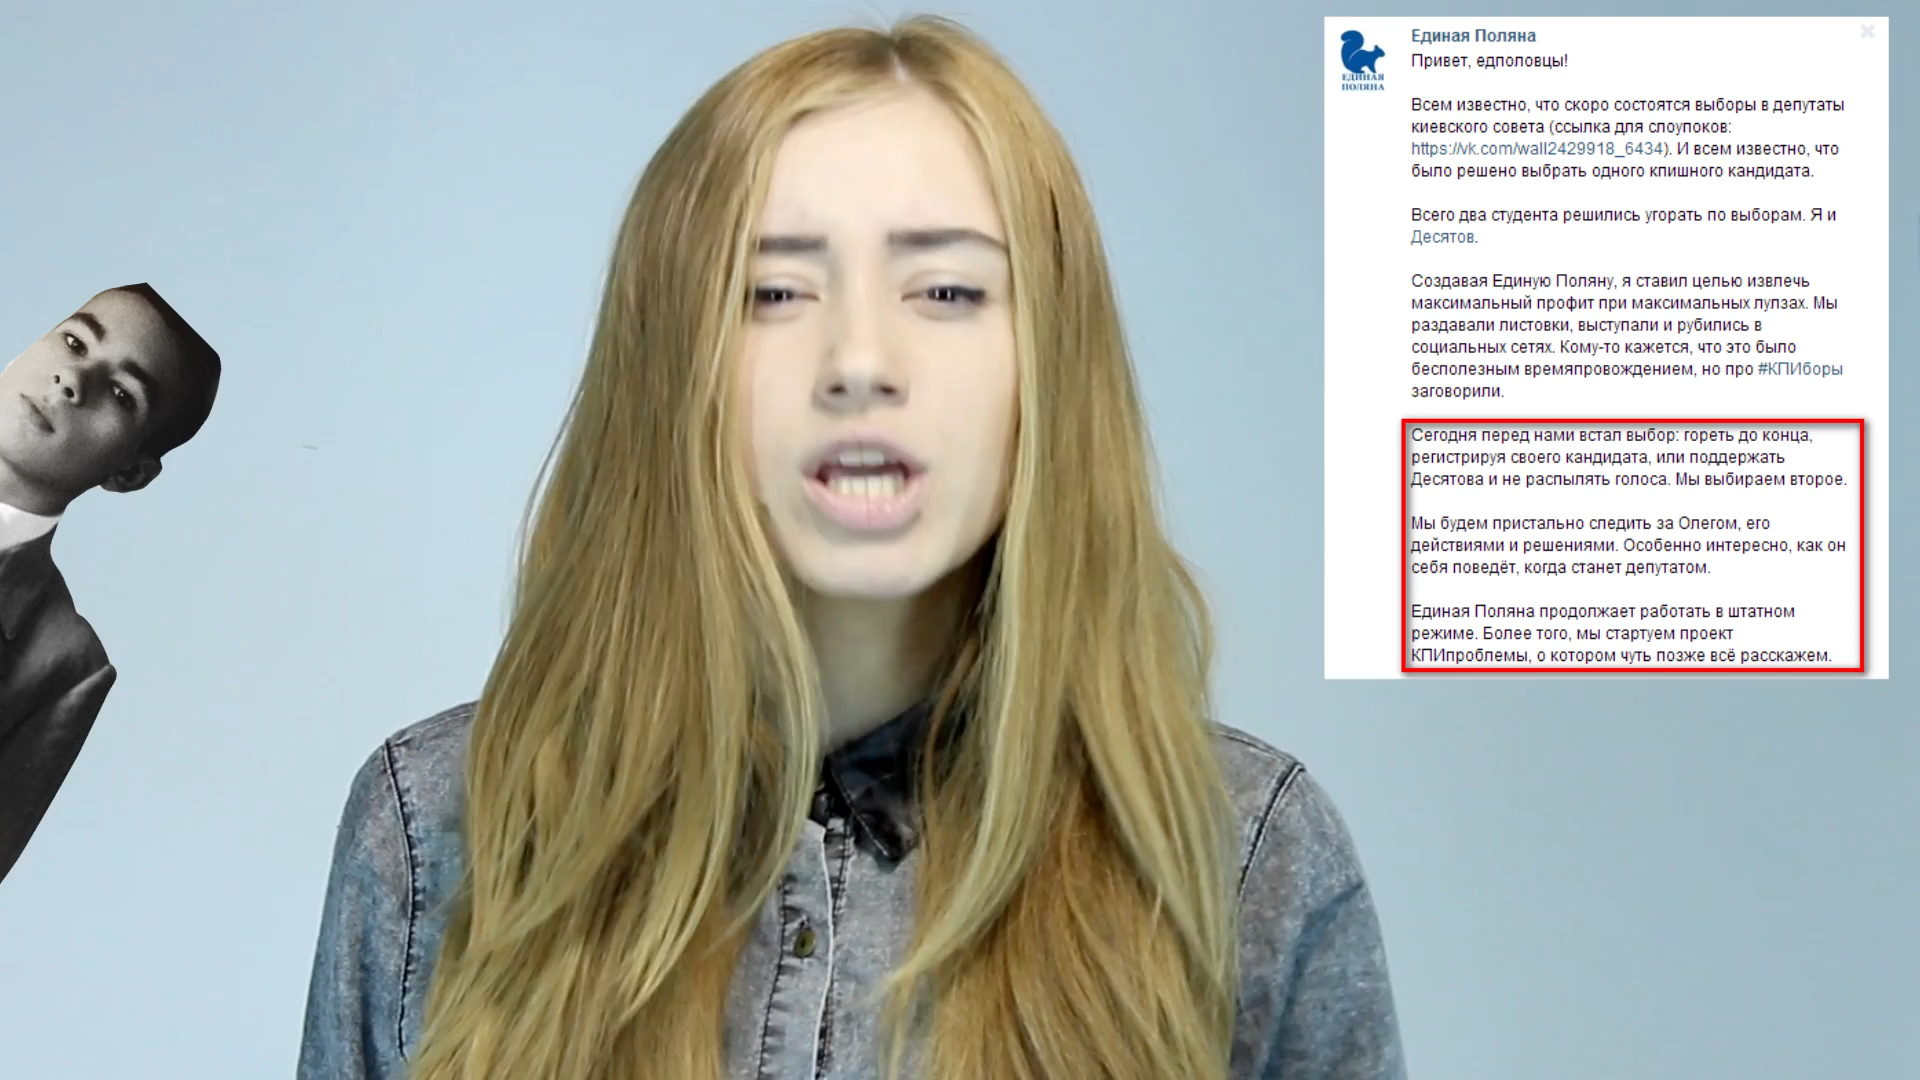 ЕДИНАЯ
ПОЛЯНА
Единая Поляна
Привет, едполовцы!
Всем известно, что скоро состоятся выборы в депутаты
киевского совета (ссылка для слоупоков:
https://vk.com/wall2429918_6434). И всем известно, что
было решено выбрать одного кпишного кандидата.
Всего два студента решились угорать по выборам. Я и
Десятов.
Создавая Единую Поляну, я ставил целью извлечь
максимальный профит при максимальных лулзах. Мы
раздавали листовки, выступали и рубились в
социальных сетях. Кому-то кажется, что это было
бесполезным времяпровождением, но про #КПИборы
заговорили.
Сегодня перед нами встал выбор: гореть до конца,
регистрируя своего кандидата, или поддержать
Десятова и не распылять голоса. Мы выбираем второе.
Мы будем пристально следить за Олегом, его
действиями и решениями. Особенно интересно, как он
себя поведёт, когда станет депутатом.
Единая Поляна продолжает работать в штатном
режиме. Более того, мы стартуем проект
КПИпроблемы, о котором чуть позже всё расскажем.